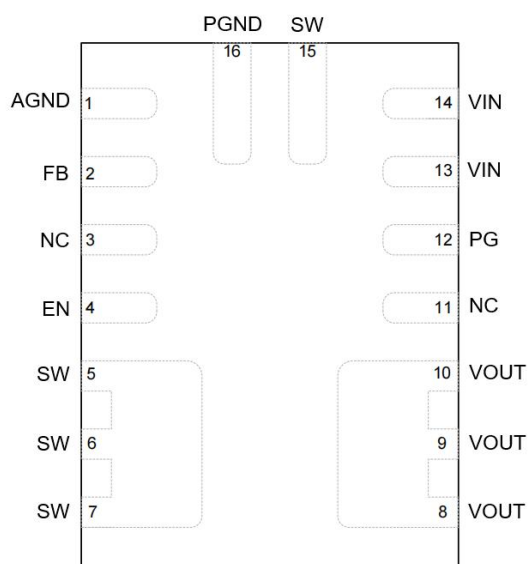 PGND SW
16 15
AGND 1 14 VIN
FB 2 13 VIN
NC 3 12 PG
EN 4 11 NC
SW 5 10 VOUT
SW 6 9 VOUT
SW 7 8 VOUT